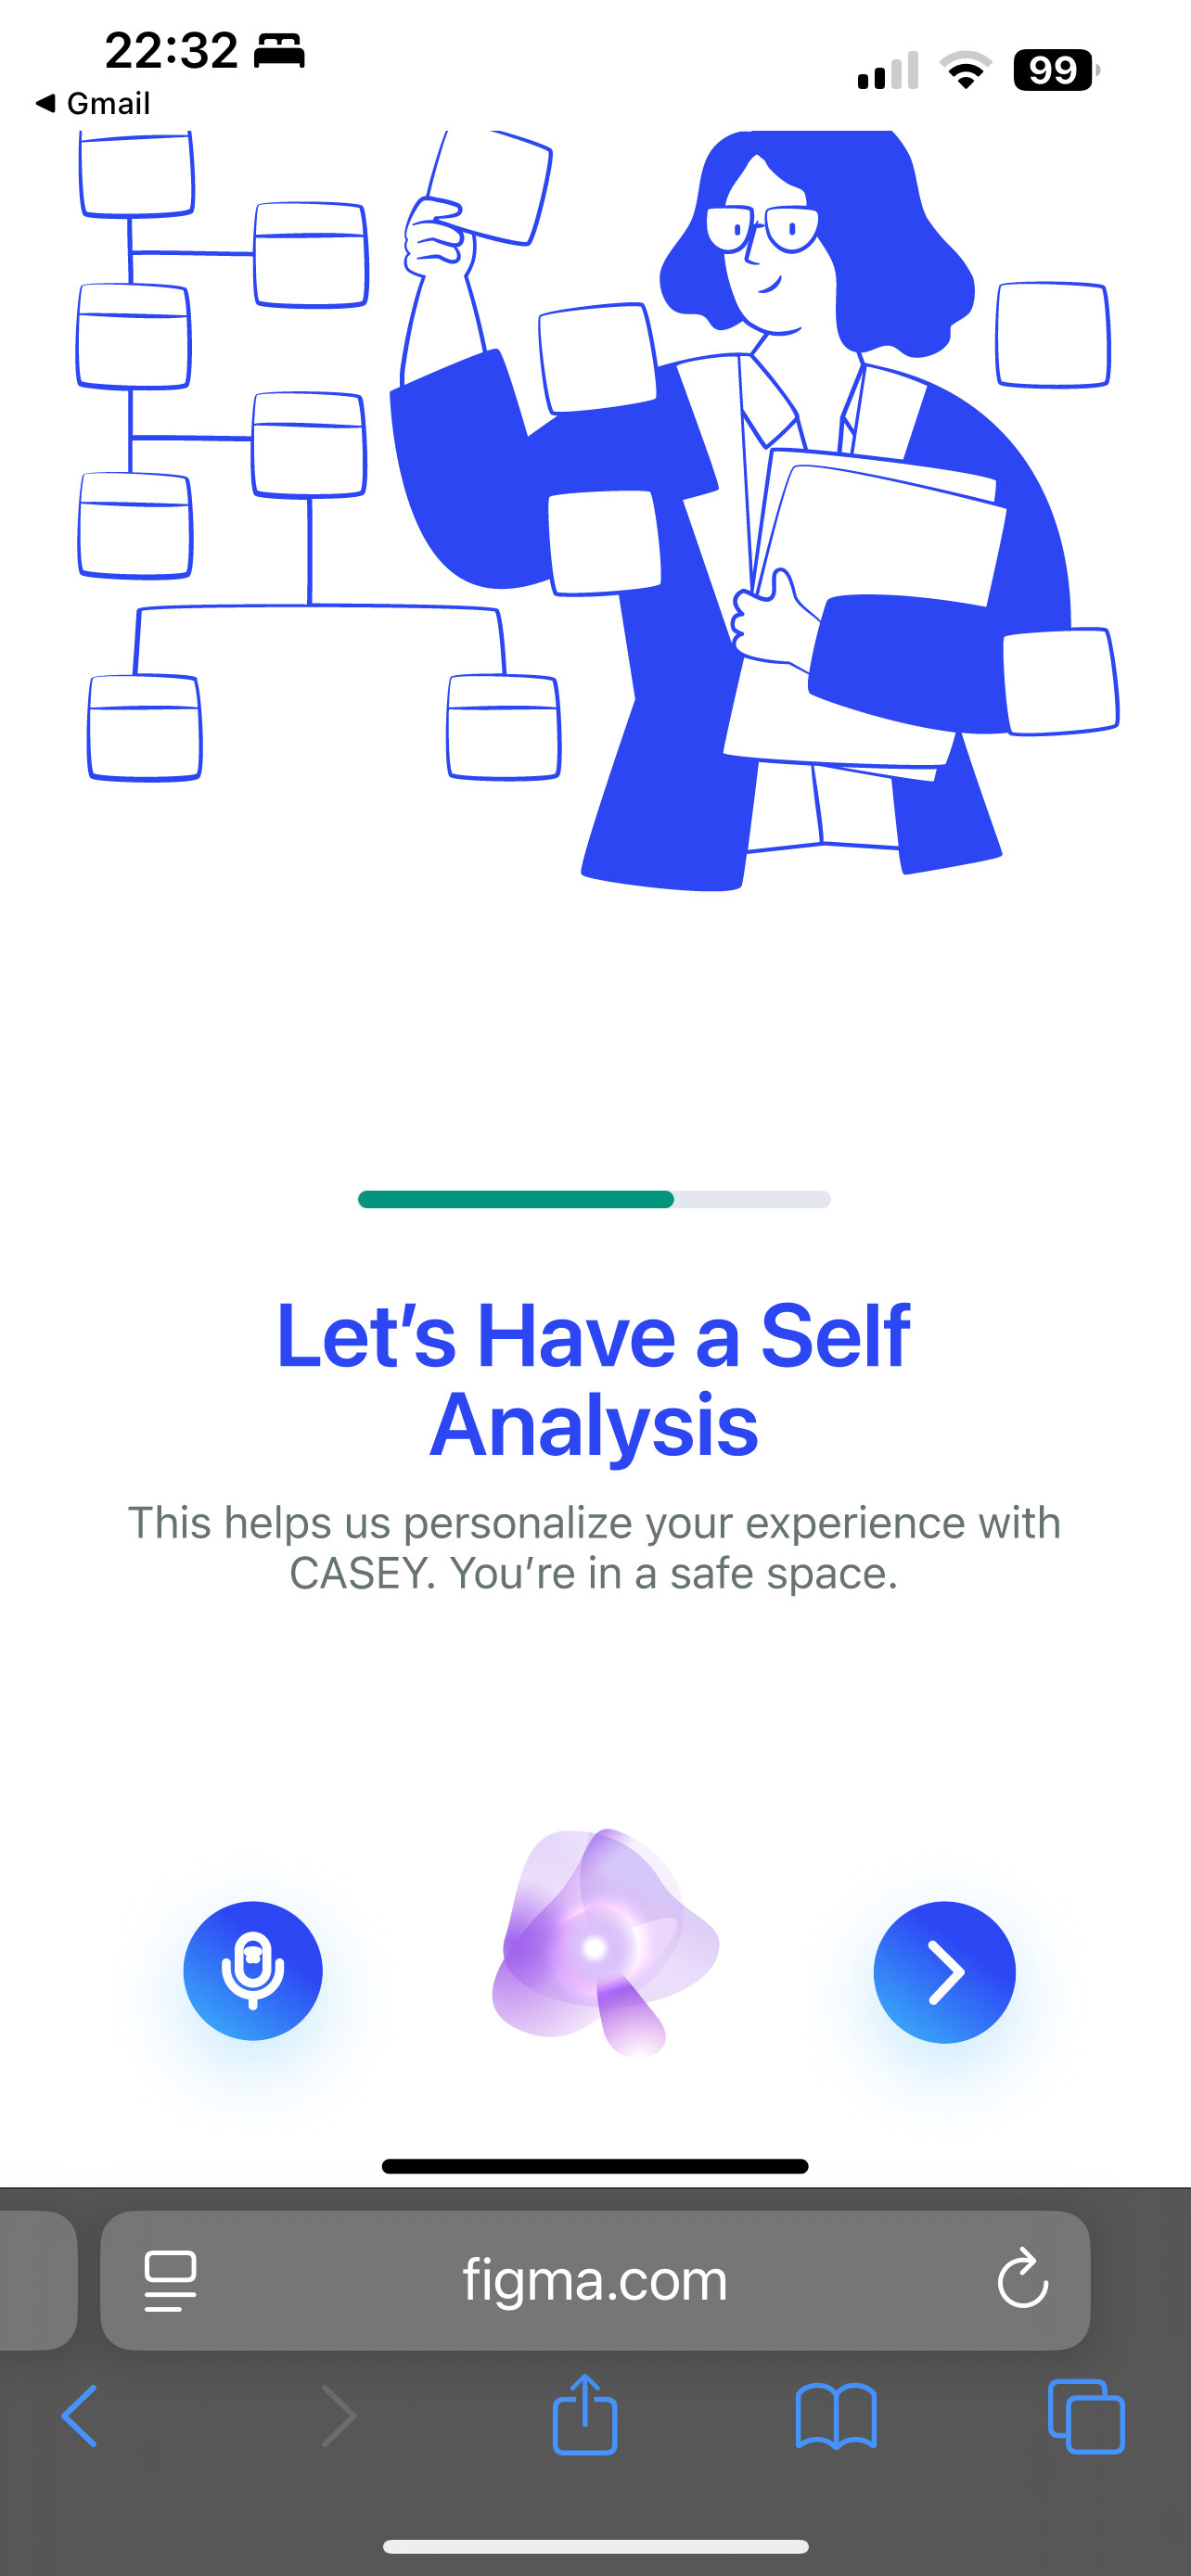 22:32
99
Gmail
Let’s Have a Self
Analysis
This helps us personalize your experience with
CASEY. You’re in a safe space.
figma.com